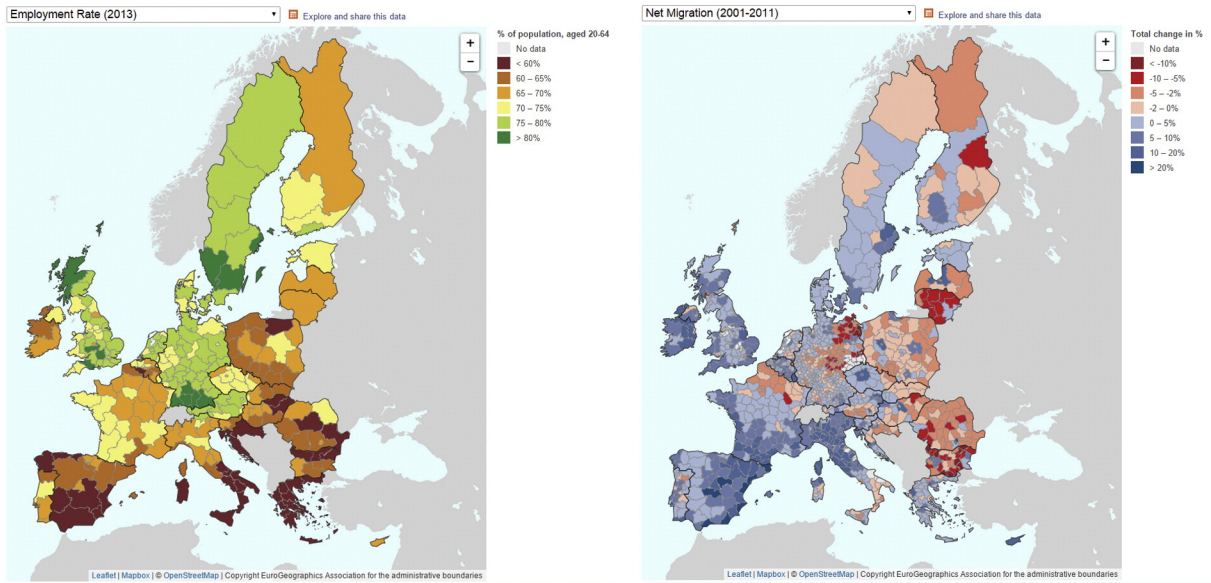 Employment Rate (2013)
Explore and share this data
+
−
% of population, aged 20-64
No data
< 60%
60 – 65%
65 – 70%
70 – 75%
75 – 80%
> 80%
Leaflet | Mapbox | © OpenStreetMap | Copyright EuroGeographics Association for the administrative boundaries
Net Migration (2001-2011)
Explore and share this data
+
−
Total change in %
No data
< -10%
-10 – -5%
-5 – -2%
-2 – 0%
0 – 5%
5 – 10%
10 – 20%
> 20%
Leaflet | Mapbox | © OpenStreetMap | Copyright EuroGeographics Association for the administrative boundaries